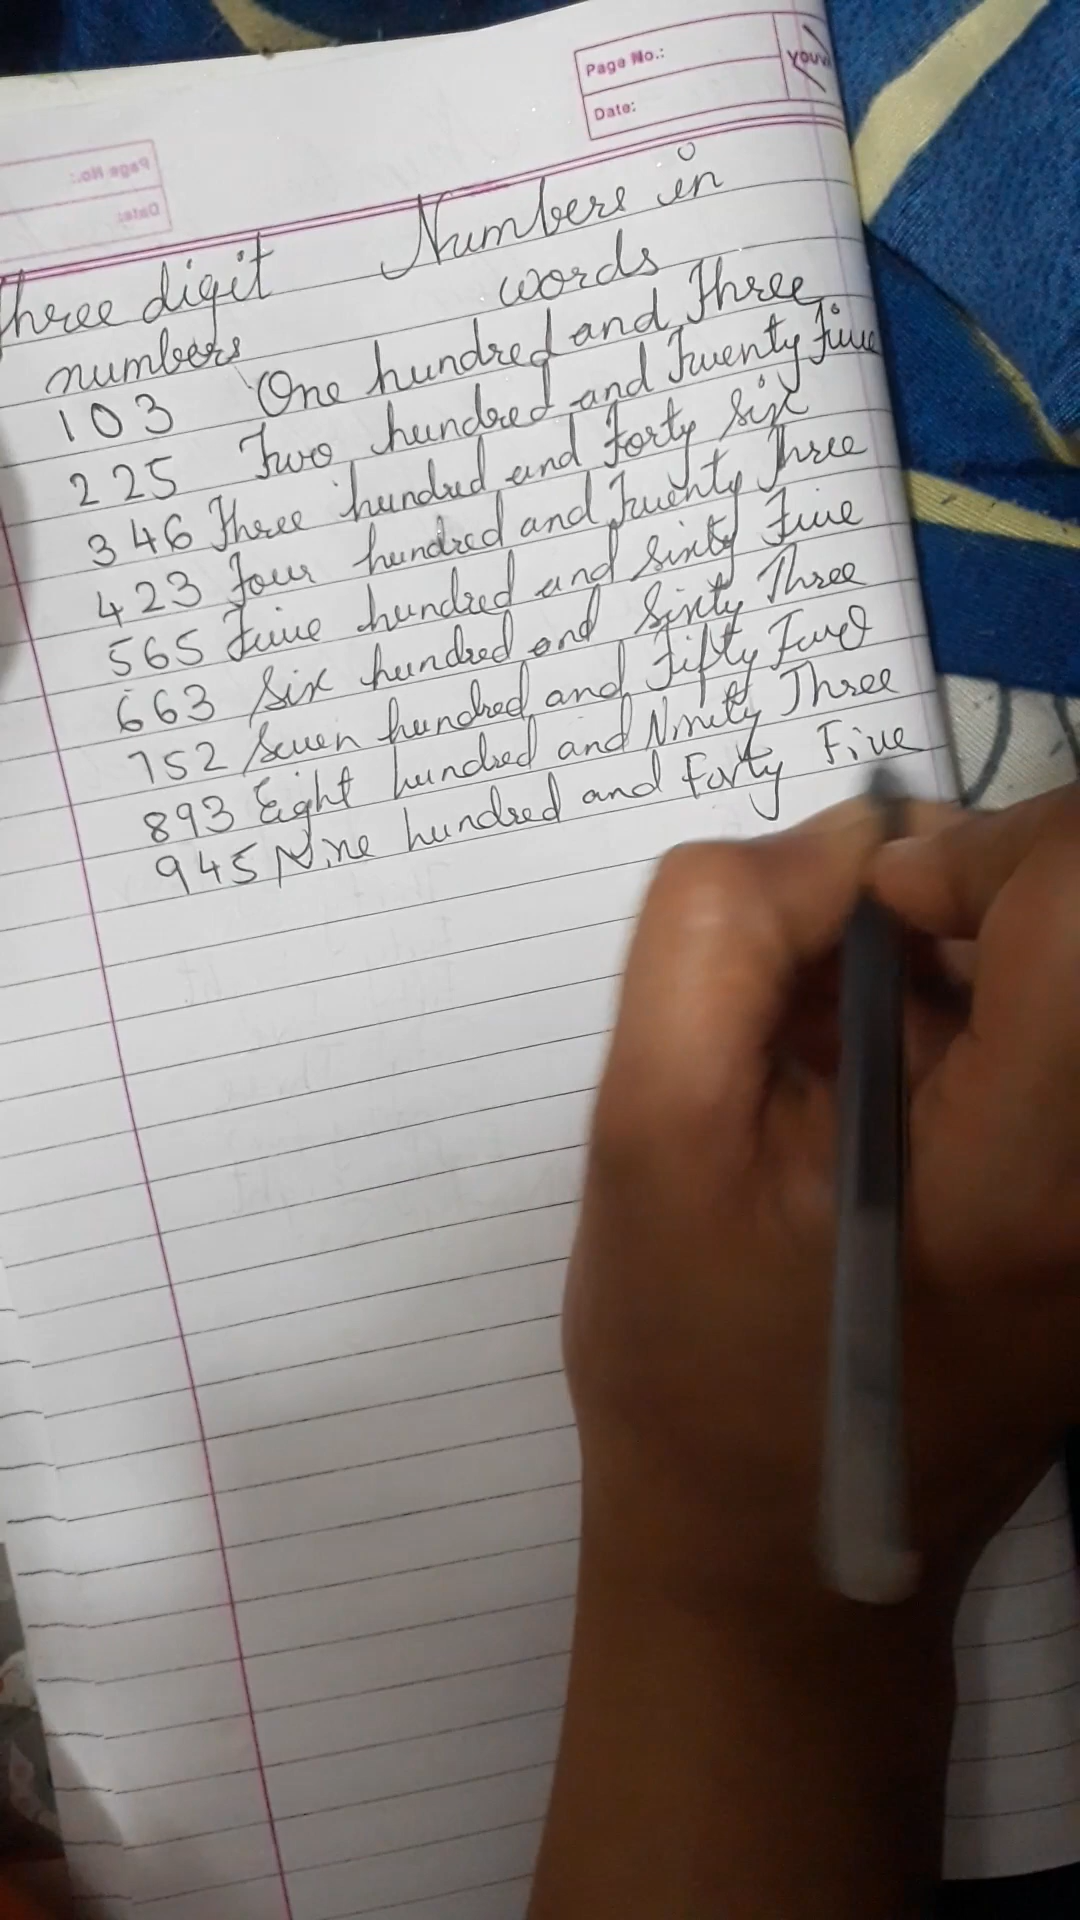 Page No.:
Date:
Three digit numbers
Numbers in words
103 One hundred and Three
225 Two hundred and Twenty five
346 Three hundred and forty six
423 four hundred and Twenty Three
565 five hundred and sixty five
663 six hundred and sixty Three
752 seven hundred and fifty Two
893 Eight hundred and Ninety Three
945 Nine hundred and Forty Five